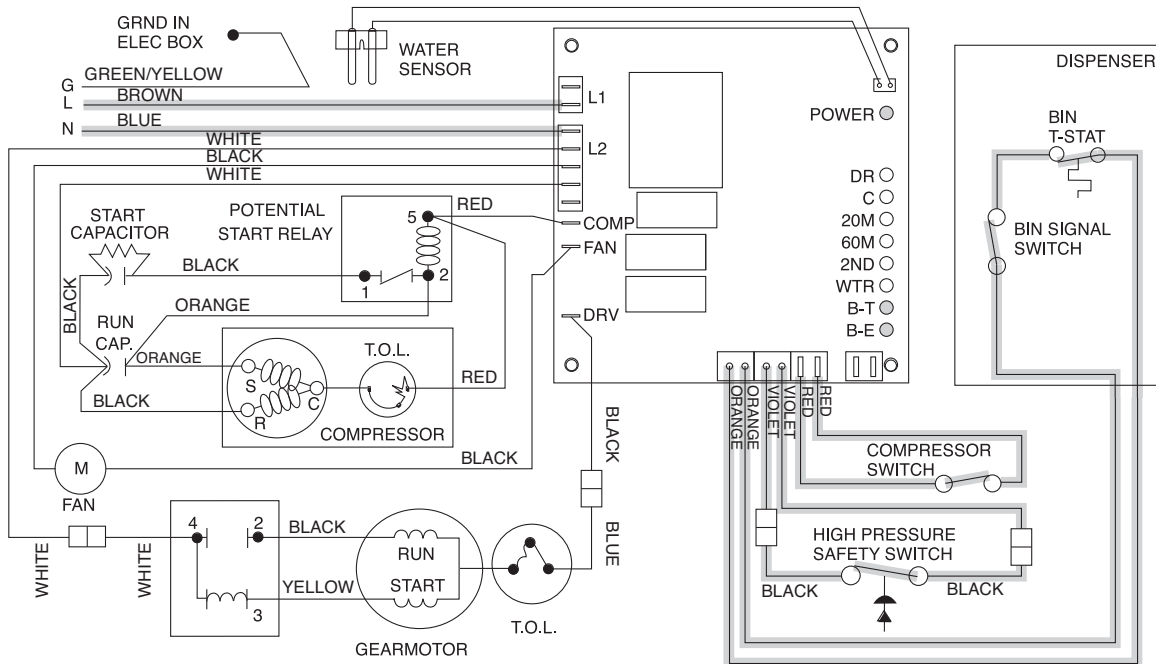 GRND IN
ELEC BOX
WATER
SENSOR
DISPENSER
G
GREEN/YELLOW
L
BROWN
L1
N
BLUE
WHITE
L2
BLACK
WHITE
POWER
BIN
T-STAT
DR
C
20M
60M
2ND
WTR
B-T
B-E
BIN SIGNAL
SWITCH
START
CAPACITOR
POTENTIAL
START RELAY
5
RED
COMP
FAN
BLACK
1
2
ORANGE
DRV
BLACK
RUN
CAP.
ORANGE
S
C
R
T.O.L.
RED
BLACK
COMPRESSOR
ORANGE
ORANGE
VIOLET
VIOLET
RED
RED
BLACK
M
FAN
BLACK
COMPRESSOR
SWITCH
4
2
BLACK
RUN
BLUE
HIGH PRESSURE
SAFETY SWITCH
WHITE
WHITE
3
YELLOW
START
BLACK
BLACK
T.O.L.
GEARMOTOR